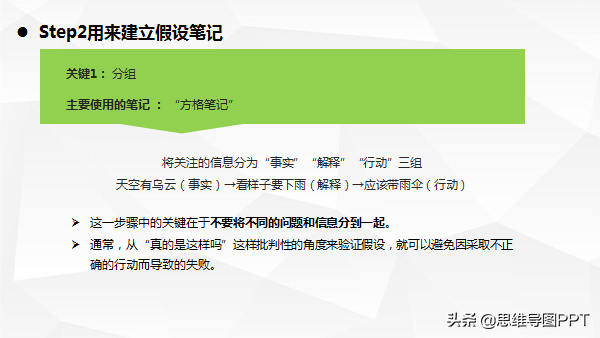 ● Step2用来建立假设笔记
关键1： 分组
主要使用的笔记 ： “方格笔记”
将关注的信息分为“事实”“解释”“行动”三组
天空有乌云（事实）→看样子要下雨（解释）→应该带雨伞（行动）
➢ 这一步骤中的关键在于不要将不同的问题和信息分到一起。
➢ 通常，从“真的是这样吗”这样批判性的角度来验证假设，就可以避免因采取不正
确的行动而导致的失败。
头条 @思维导图PPT